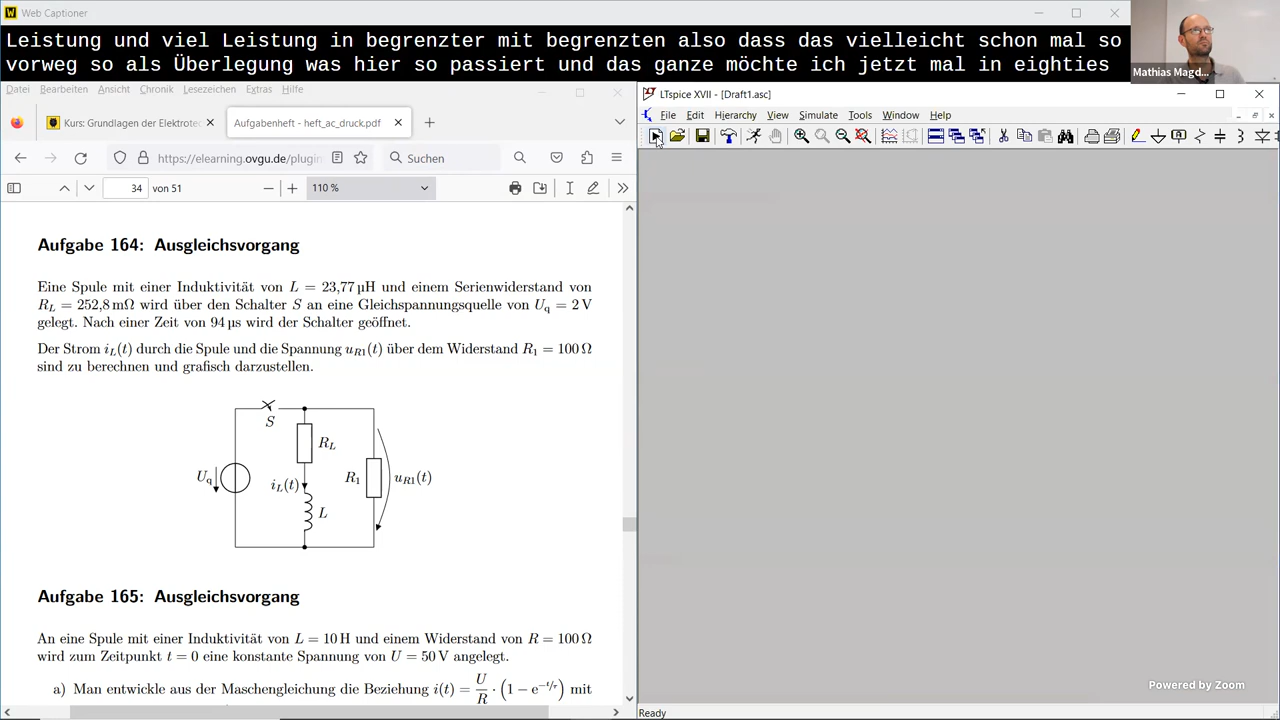 Web Captioner
Leistung und viel Leistung in begrenzter mit begrenzten also dass das vielleicht schon mal so
vorweg so als Überlegung was hier so passiert und das ganze möchte ich jetzt mal in eighties
Mathias Magd...
Datei Bearbeiten Ansicht Chronik Lesezeichen Extras Hilfe
Kurs: Grundlagen der Elektrote
Aufgabenheft - heft_ac_druck.pdf
https://elearning.ovgu.de/plugin
Suchen
34 von 51
110 %
Aufgabe 164: Ausgleichsvorgang
Eine Spule mit einer Induktivität von L = 23,77 µH und einem Serienwiderstand von
R_L = 252,8 mΩ wird über den Schalter S an eine Gleichspannungsquelle von U_q = 2 V
gelegt. Nach einer Zeit von 94 µs wird der Schalter geöffnet.
Der Strom i_L(t) durch die Spule und die Spannung u_R1(t) über dem Widerstand R_1 = 100 Ω
sind zu berechnen und grafisch darzustellen.
S
R_L
U_q
i_L(t)
R_1
u_R1(t)
L
Aufgabe 165: Ausgleichsvorgang
An eine Spule mit einer Induktivität von L = 10 H und einem Widerstand von R = 100 Ω
wird zum Zeitpunkt t = 0 eine konstante Spannung von U = 50 V angelegt.
a) Man entwickle aus der Maschengleichung die Beziehung i(t) = U/R · (1 − e^−t/τ) mit
LTspice XVII - [Draft1.asc]
File Edit Hierarchy View Simulate Tools Window Help
Powered by Zoom
Ready